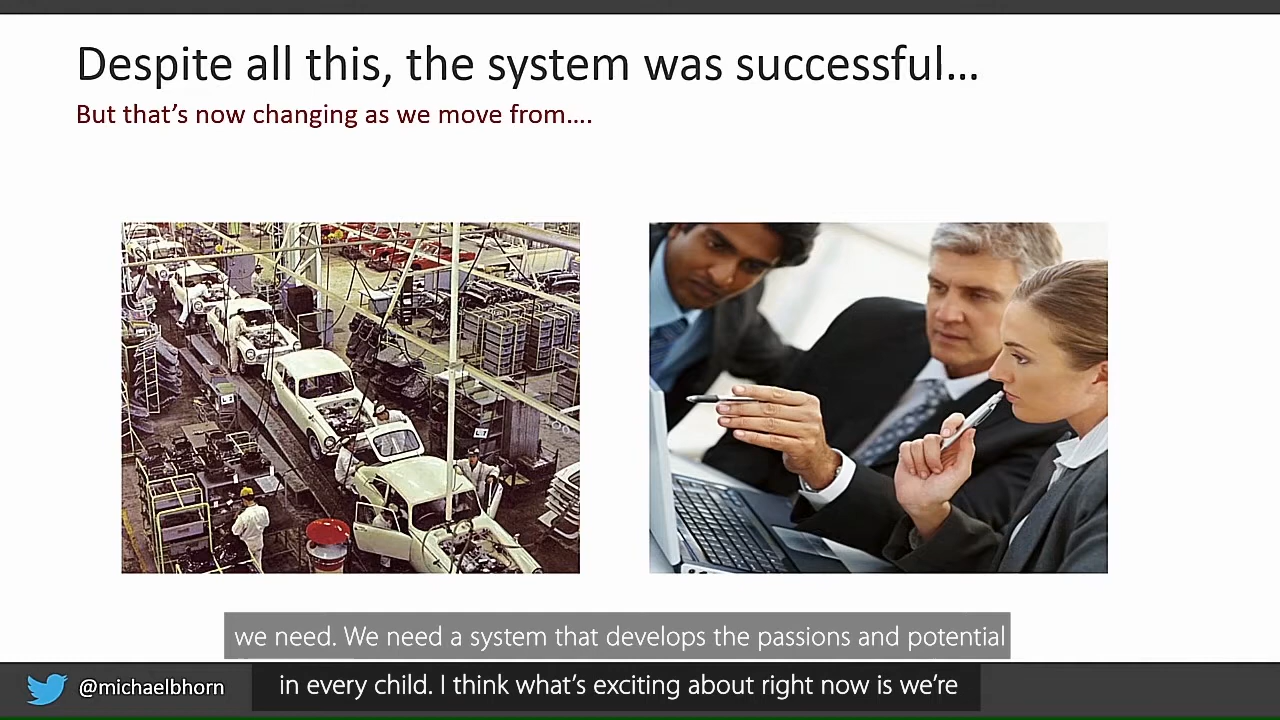 Despite all this, the system was successful…
But that's now changing as we move from….
we need. We need a system that develops the passions and potential
@michaelbhorn
in every child. I think what's exciting about right now is we're